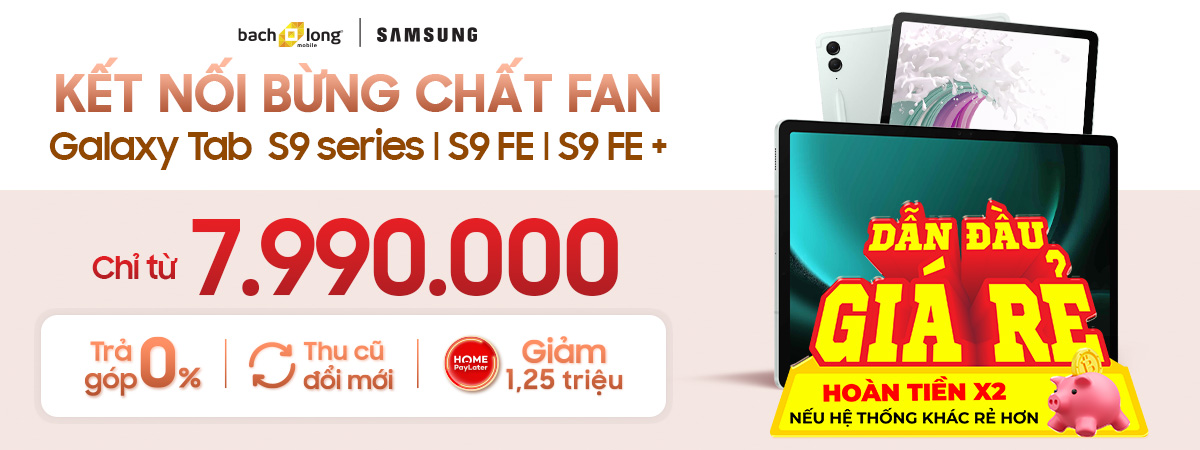 bach long mobile | SAMSUNG
KẾT NỐI BỪNG CHẤT FAN
Galaxy Tab S9 series | S9 FE | S9 FE +
Chỉ từ 7.990.000
Trả góp 0%
Thu cũ đổi mới
HOME PayLater
Giảm 1,25 triệu
DẪN ĐẦU
GIÁ RẺ
HOÀN TIỀN X2
NẾU HỆ THỐNG KHÁC RẺ HƠN